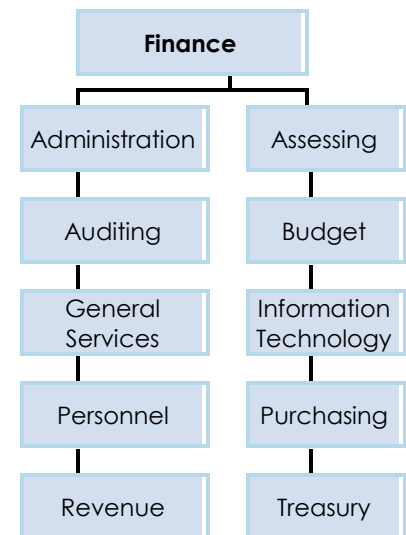 Finance
Administration
Assessing
Auditing
Budget
General
Services
Information
Technology
Personnel
Purchasing
Revenue
Treasury